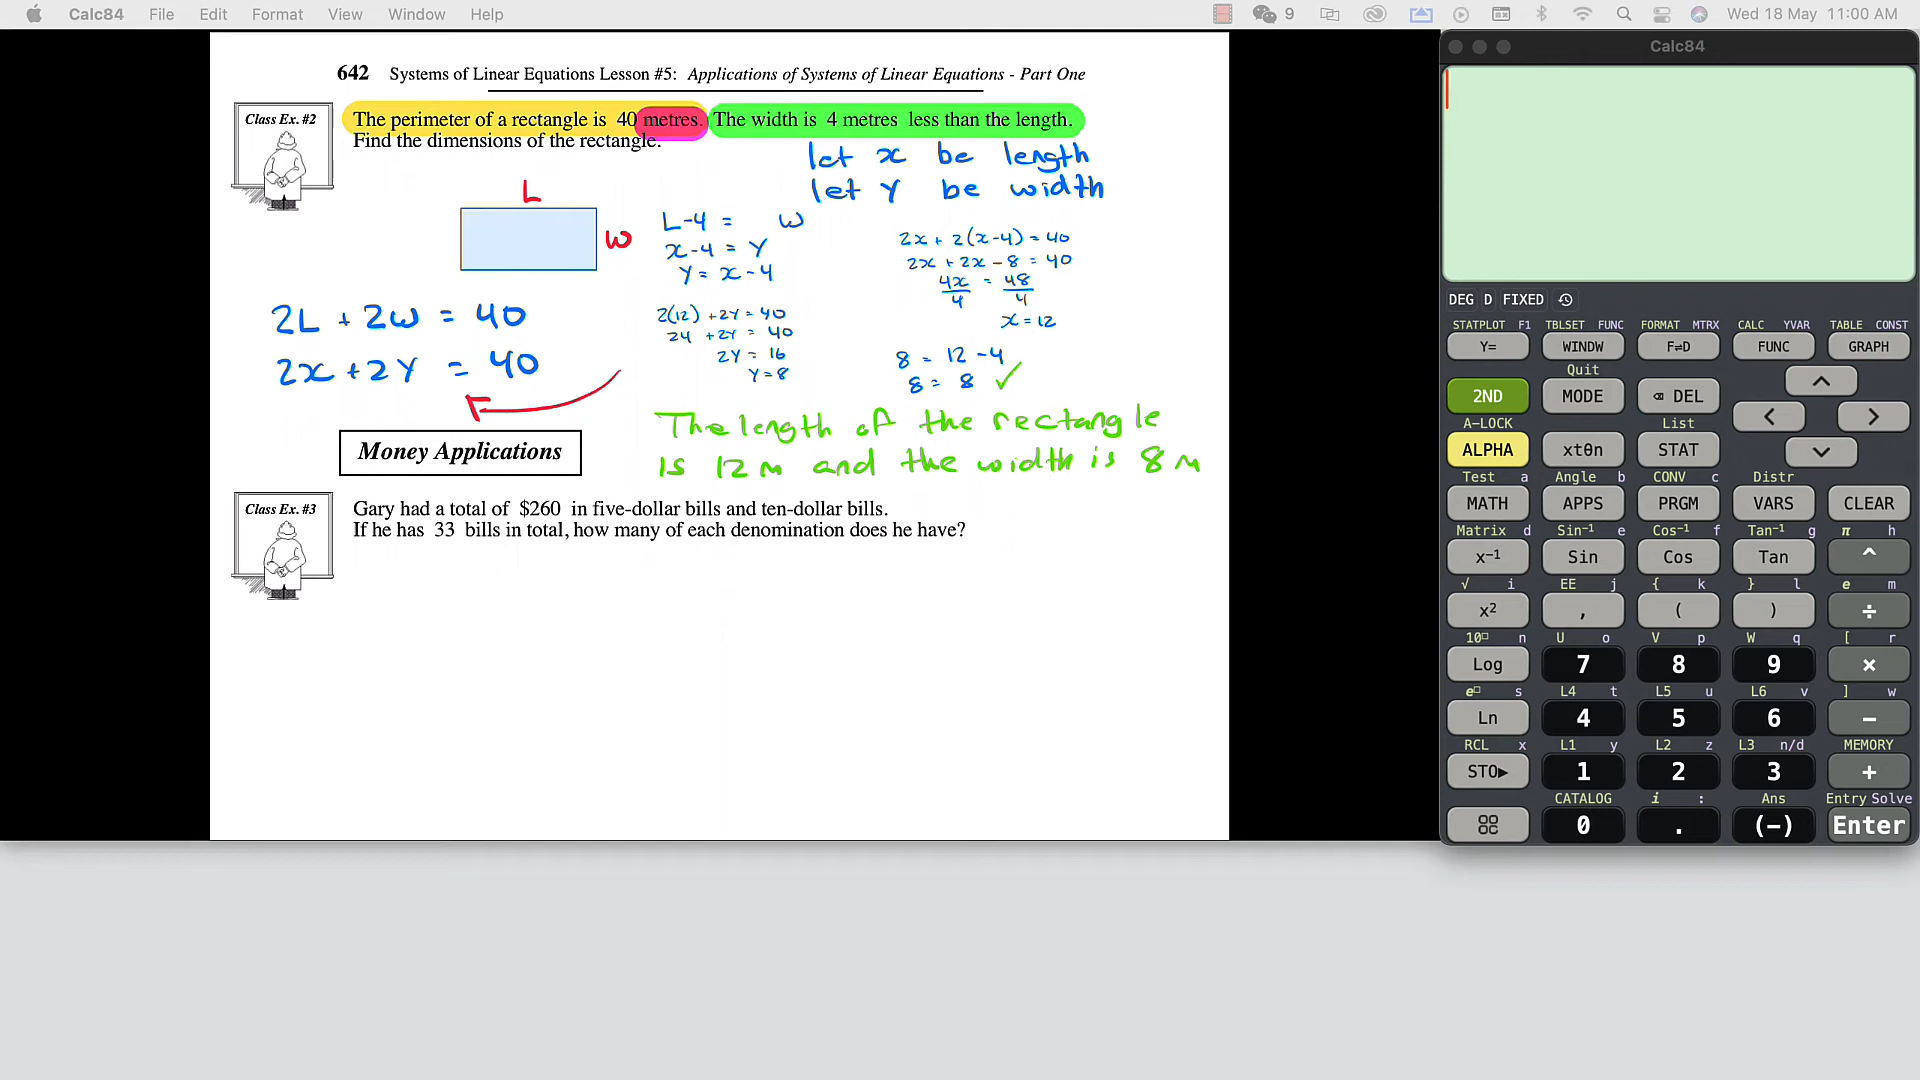 Calc84 File Edit Format View Window Help 9 Wed 18 May 11:00 AM
642 Systems of Linear Equations Lesson #5: Applications of Systems of Linear Equations - Part One
Class Ex. #2
The perimeter of a rectangle is 40 metres. The width is 4 metres less than the length.
Find the dimensions of the rectangle.
let x be length
let y be width
L
W
L-4 = W
x-4 = y
y = x-4
2x + 2(x-4) = 40
2x + 2x - 8 = 40
4x = 48
4 4
x = 12
2L + 2W = 40
2x + 2y = 40
2(12) + 2y = 40
24 + 2y = 40
2y = 16
y = 8
8 = 12 - 4
8 = 8 ✓
The length of the rectangle
is 12 m and the width is 8 m
Money Applications
Class Ex. #3
Gary had a total of $260 in five-dollar bills and ten-dollar bills.
If he has 33 bills in total, how many of each denomination does he have?
Calc84
DEG D FIXED
STATPLOT F1 TBLSET FUNC FORMAT MTRX CALC YVAR TABLE CONST
Y= WINDW F⇌D FUNC GRAPH
Quit
2ND MODE ⌫ DEL
A-LOCK List
ALPHA xtθn STAT
Test a Angle b CONV c Distr
MATH APPS PRGM VARS CLEAR
Matrix d Sin⁻¹ e Cos⁻¹ f Tan⁻¹ g π h
x⁻¹ Sin Cos Tan ^
√ i EE j { k } l e m
x² , ( ) ÷
10□ n U o V p W q [ r
Log 7 8 9 ×
e□ s L4 t L5 u L6 v ] w
Ln 4 5 6 −
RCL x L1 y L2 z L3 n/d MEMORY
STO▶ 1 2 3 +
CATALOG i : Ans Entry Solve
0 . (−) Enter